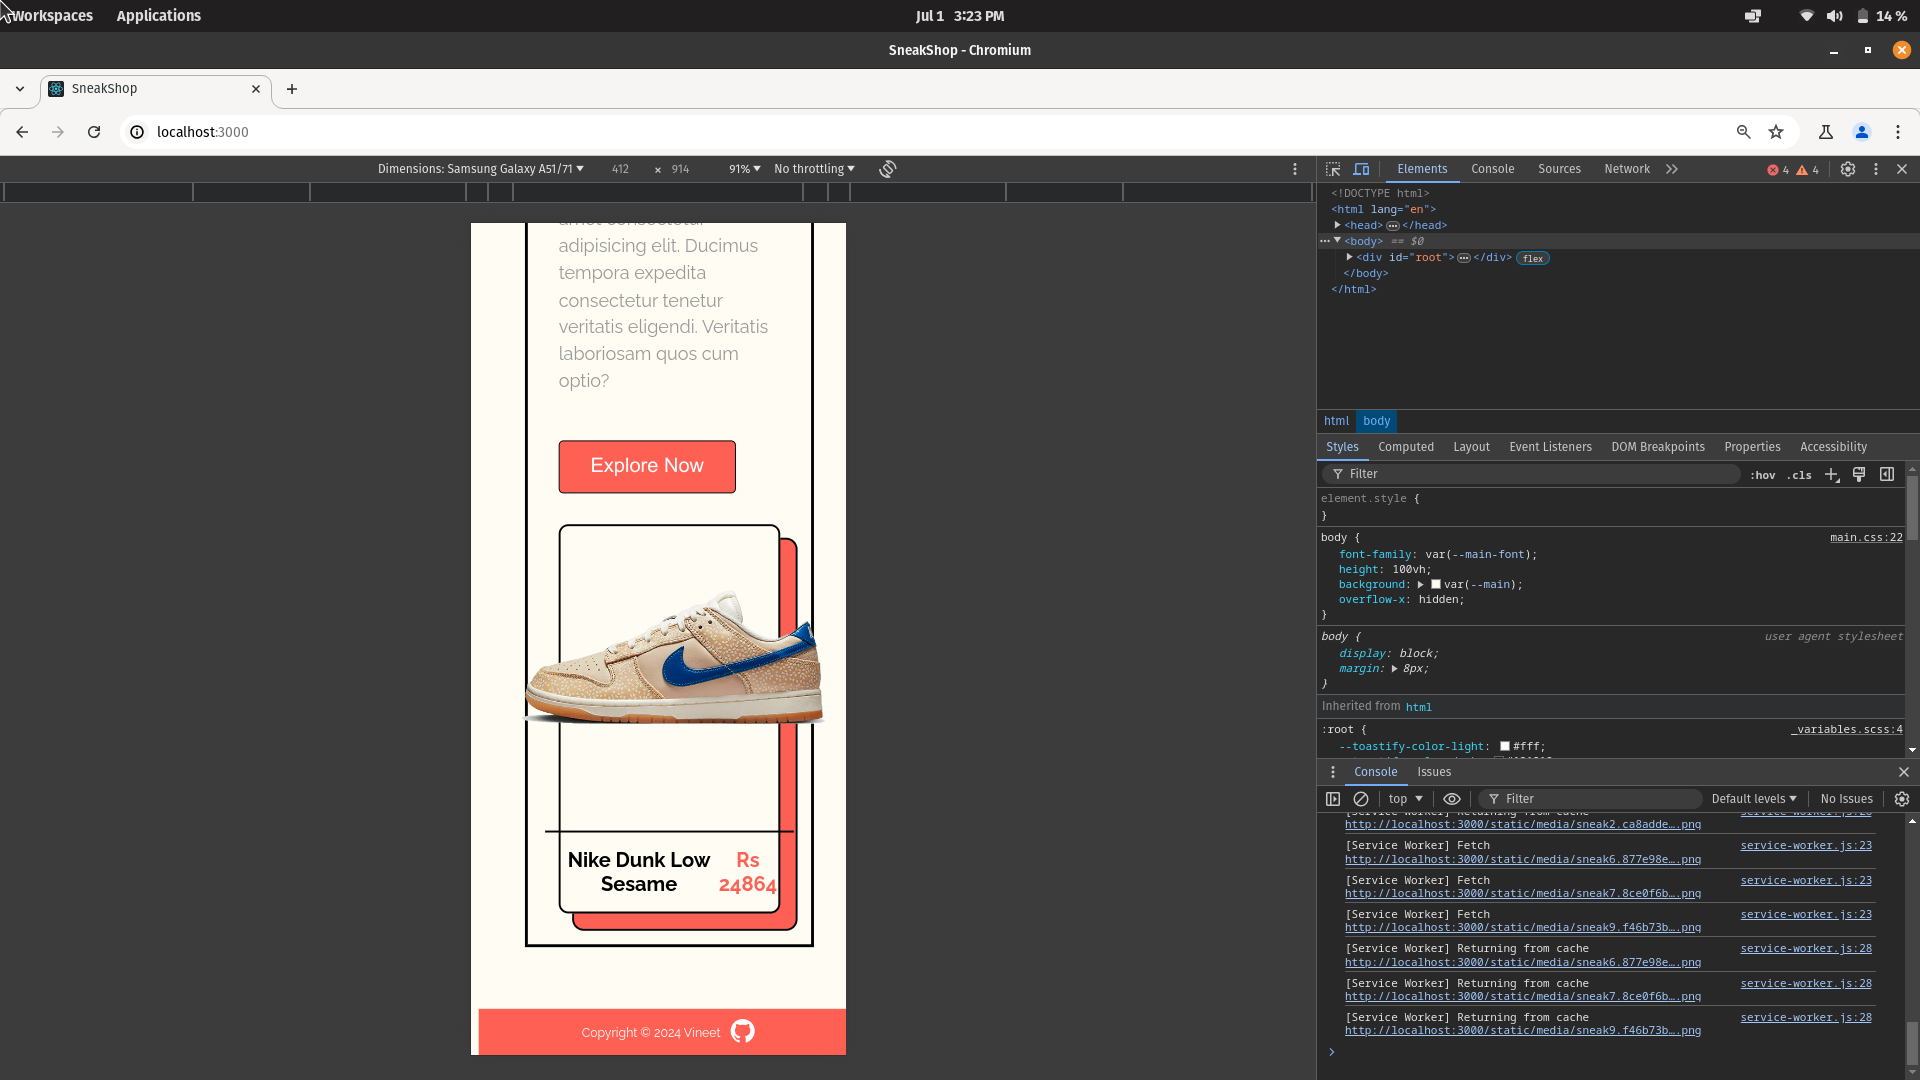 Workspaces Applications Jul 1 3:23 PM 14 %
SneakShop - Chromium
SneakShop
localhost:3000
Dimensions: Samsung Galaxy A51/71 412 × 914 91% No throttling
Elements Console Sources Network 4 4
<!DOCTYPE html>
<html lang="en">
<head> </head>
<body> == $0
<div id="root"> </div> flex
</body>
</html>
html body
Styles Computed Layout Event Listeners DOM Breakpoints Properties Accessibility
Filter :hov .cls
element.style {
}
body { main.css:22
font-family: var(--main-font);
height: 100vh;
background: var(--main);
overflow-x: hidden;
}
body { user agent stylesheet
display: block;
margin: 8px;
}
Inherited from html
:root { _variables.scss:4
--toastify-color-light: #fff;
Console Issues
top Filter Default levels No Issues
http://localhost:3000/static/media/sneak2.ca8adde….png
[Service Worker] Fetch service-worker.js:23
http://localhost:3000/static/media/sneak6.877e98e….png
[Service Worker] Fetch service-worker.js:23
http://localhost:3000/static/media/sneak7.8ce0f6b….png
[Service Worker] Fetch service-worker.js:23
http://localhost:3000/static/media/sneak9.f46b73b….png
[Service Worker] Returning from cache service-worker.js:28
http://localhost:3000/static/media/sneak6.877e98e….png
[Service Worker] Returning from cache service-worker.js:28
http://localhost:3000/static/media/sneak7.8ce0f6b….png
[Service Worker] Returning from cache service-worker.js:28
http://localhost:3000/static/media/sneak9.f46b73b….png
amet consectetur
adipisicing elit. Ducimus
tempora expedita
consectetur tenetur
veritatis eligendi. Veritatis
laboriosam quos cum
optio?
Explore Now
Nike Dunk Low Rs
Sesame 24864
Copyright © 2024 Vineet